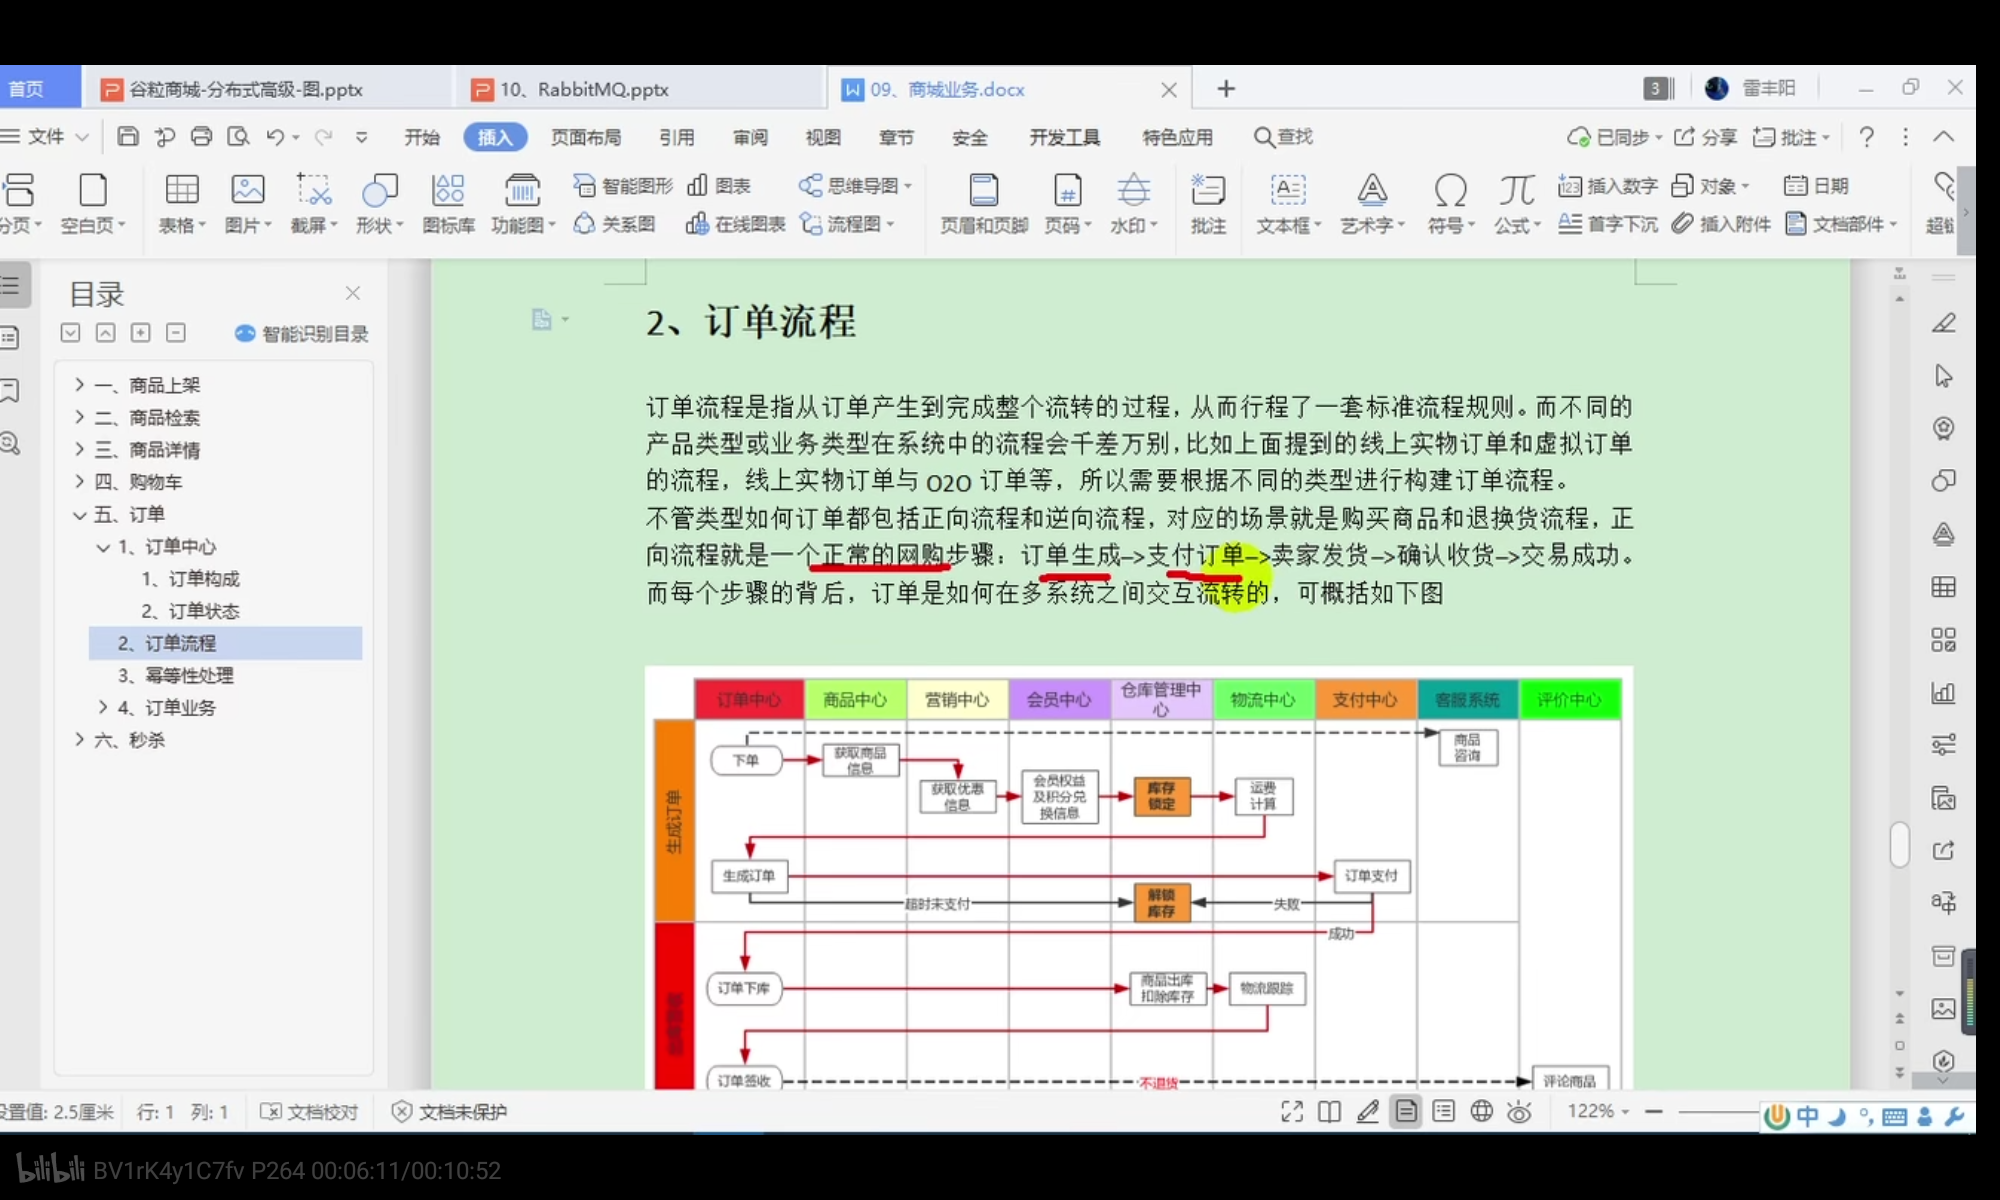 首页 谷粒商城-分布式高级-图.pptx 10、RabbitMQ.pptx 09、商城业务.docx 3 雷丰阳
文件 开始 插入 页面布局 引用 审阅 视图 章节 安全 开发工具 特色应用 查找 已同步 分享 批注
智能图形 图表 思维导图 插入数字 对象 日期
分页 空白页 表格 图片 截屏 形状 图标库 功能图 关系图 在线图表 流程图 页眉和页脚 页码 水印 批注 文本框 艺术字 符号 公式 首字下沉 插入附件 文档部件 超链
目录
智能识别目录
一、商品上架
二、商品检索
三、商品详情
四、购物车
五、订单
1、订单中心
1、订单构成
2、订单状态
2、订单流程
3、幂等性处理
4、订单业务
六、秒杀
2、订单流程
订单流程是指从订单产生到完成整个流转的过程，从而行程了一套标准流程规则。而不同的
产品类型或业务类型在系统中的流程会千差万别，比如上面提到的线上实物订单和虚拟订单
的流程，线上实物订单与 O2O 订单等，所以需要根据不同的类型进行构建订单流程。
不管类型如何订单都包括正向流程和逆向流程，对应的场景就是购买商品和退换货流程，正
向流程就是一个正常的网购步骤：订单生成–>支付订单–>卖家发货–>确认收货–>交易成功。
而每个步骤的背后，订单是如何在多系统之间交互流转的，可概括如下图
订单中心 商品中心 营销中心 会员中心 仓库管理中心 物流中心 支付中心 客服系统 评价中心
生成订单
商品
咨询
下单
获取商品
信息
获取优惠
信息
会员权益
及积分兑
换信息
库存
锁定
运费
计算
生成订单
订单支付
超时未支付
解锁
库存
失败
成功
订单下库
商品出库
扣除库存
物流跟踪
订单签收
不退货
评论商品
设置值: 2.5厘米 行: 1 列: 1 文档校对 文档未保护 122% 中
bilibili BV1rK4y1C7fv P264 00:06:11/00:10:52